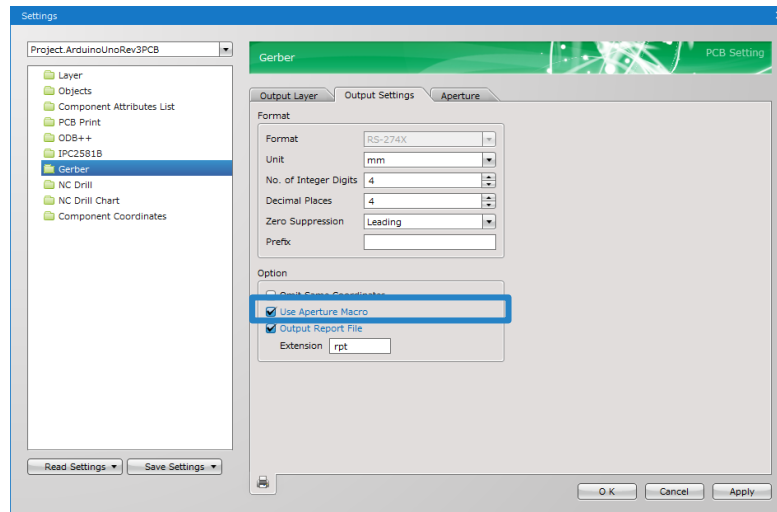 Settings
Project.ArduinoUnoRev3PCB
Layer
Objects
Component Attributes List
PCB Print
ODB++
IPC2581B
Gerber
NC Drill
NC Drill Chart
Component Coordinates
Read Settings
Save Settings
Gerber
PCB Setting
Output Layer
Output Settings
Aperture
Format
Format RS-274X
Unit mm
No. of Integer Digits 4
Decimal Places 4
Zero Suppression Leading
Prefix
Option
Omit Same Coordinates
Use Aperture Macro
Output Report File
Extension rpt
O K
Cancel
Apply